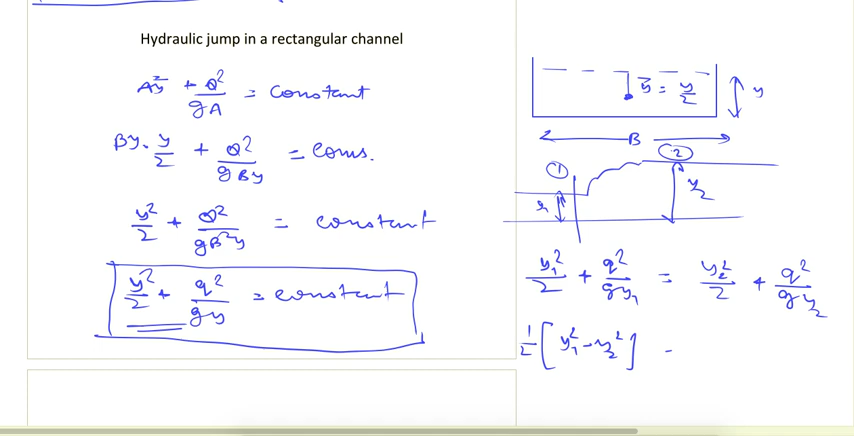 Hydraulic jump in a rectangular channel
Az̄ + Q²/gA = constant
By. y/2 + Q²/gBy = cons.
y²/2 + Q²/gB²y = constant
y²/2 + q²/gy = constant
z̄ = y/2
y
B
① ②
y₂
y₁²/2 + q²/gy₁ = y₂²/2 + q²/gy₂
1/2 [y₁² - y₂²] =